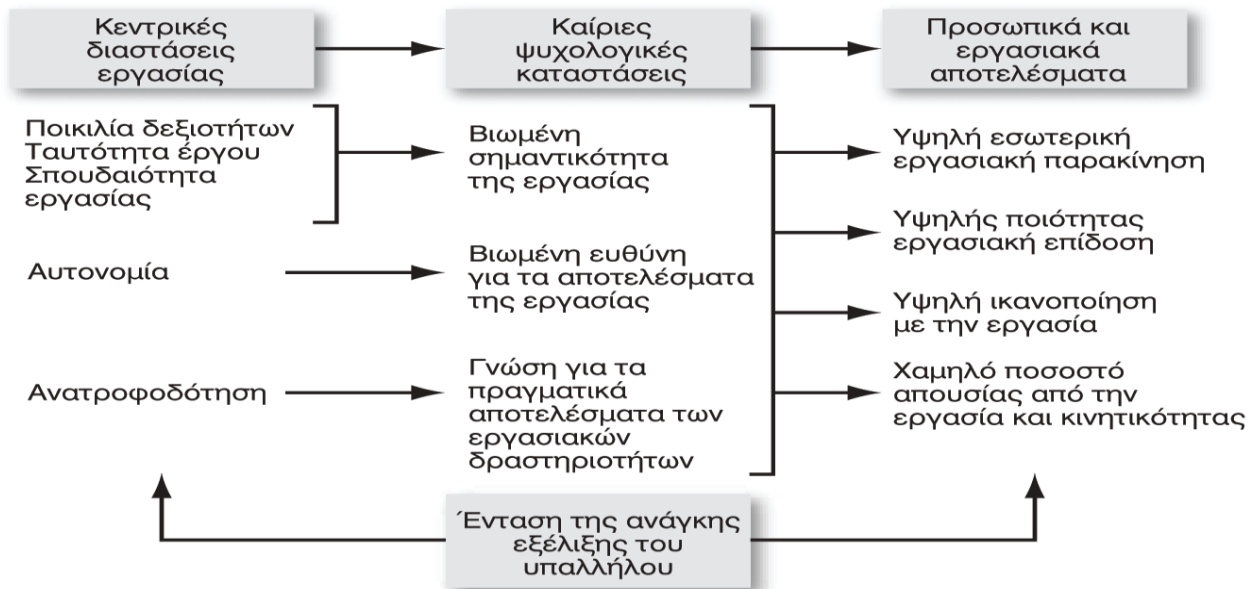 Κεντρικές
διαστάσεις
εργασίας
Καίριες
ψυχολογικές
καταστάσεις
Προσωπικά και
εργασιακά
αποτελέσματα
Ποικιλία δεξιοτήτων
Ταυτότητα έργου
Σπουδαιότητα
εργασίας
Βιωμένη
σημαντικότητα
της εργασίας
Υψηλή εσωτερική
εργασιακή παρακίνηση
Υψηλής ποιότητας
εργασιακή επίδοση
Αυτονομία
Βιωμένη ευθύνη
για τα αποτελέσματα
της εργασίας
Υψηλή ικανοποίηση
με την εργασία
Ανατροφοδότηση
Γνώση για τα
πραγματικά
αποτελέσματα των
εργασιακών
δραστηριοτήτων
Χαμηλό ποσοστό
απουσίας από την
εργασία και κινητικότητας
Ένταση της ανάγκης
εξέλιξης του
υπαλλήλου